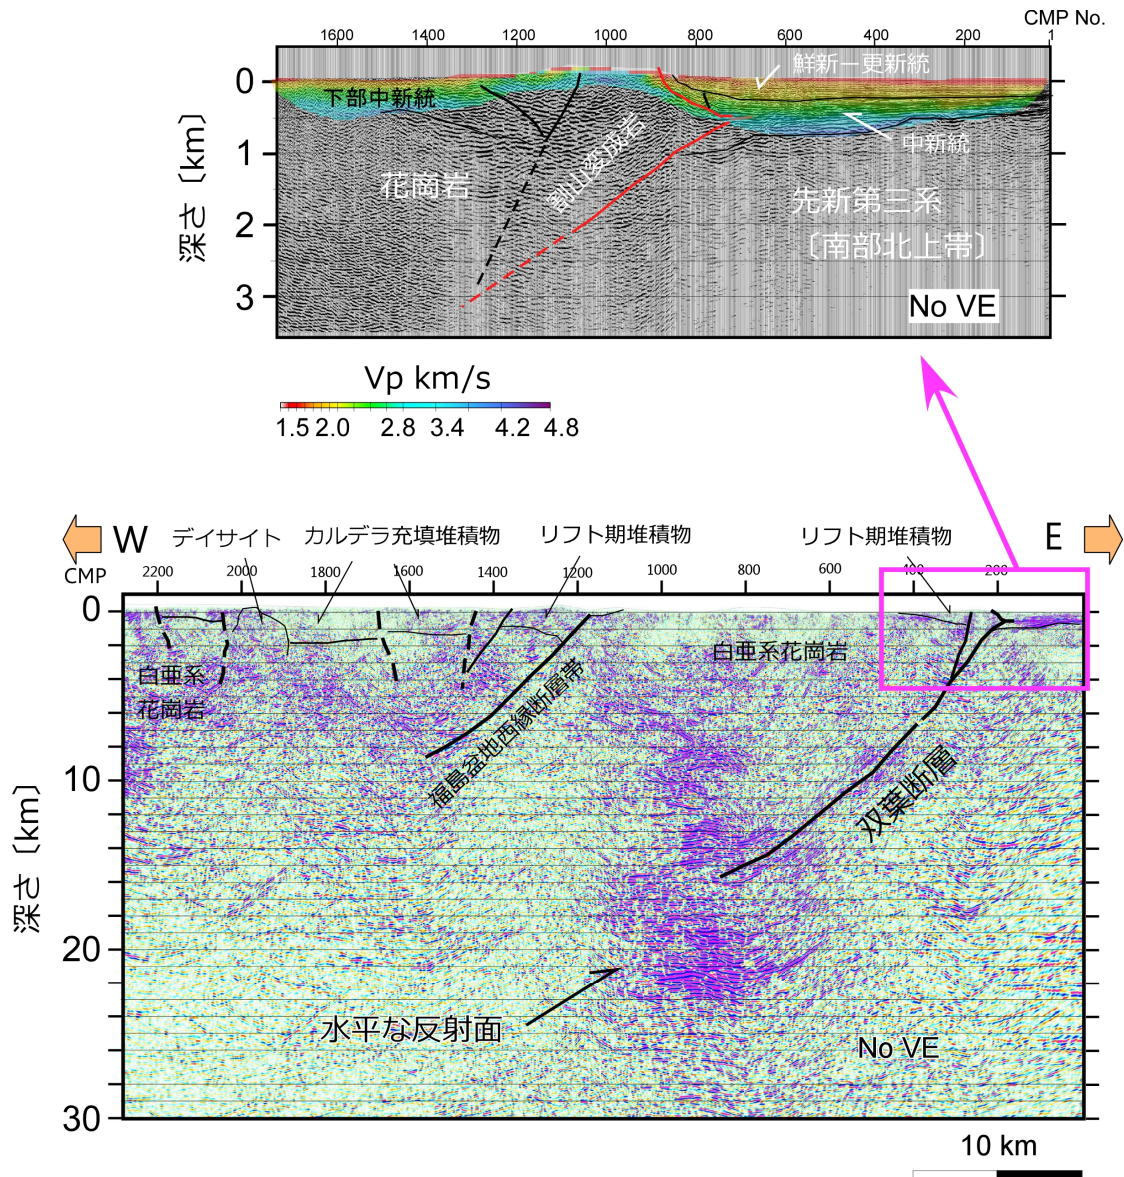 CMP No.
1600 1400 1200 1000 800 600 400 200 1
0
1
2
3
深さ〔km〕
鮮新ー更新統
下部中新統
中新統
花崗岩
割山変成岩
先新第三系
〔南部北上帯〕
No VE
Vp km/s
1.5 2.0 2.8 3.4 4.2 4.8
W
デイサイト
カルデラ充填堆積物
リフト期堆積物
リフト期堆積物
E
CMP
2200 2000 1800 1600 1400 1200 1000 800 600 400 200
0
10
20
30
深さ〔km〕
白亜系
花崗岩
白亜系花崗岩
福島盆地西縁断層帯
双葉断層
水平な反射面
No VE
10 km